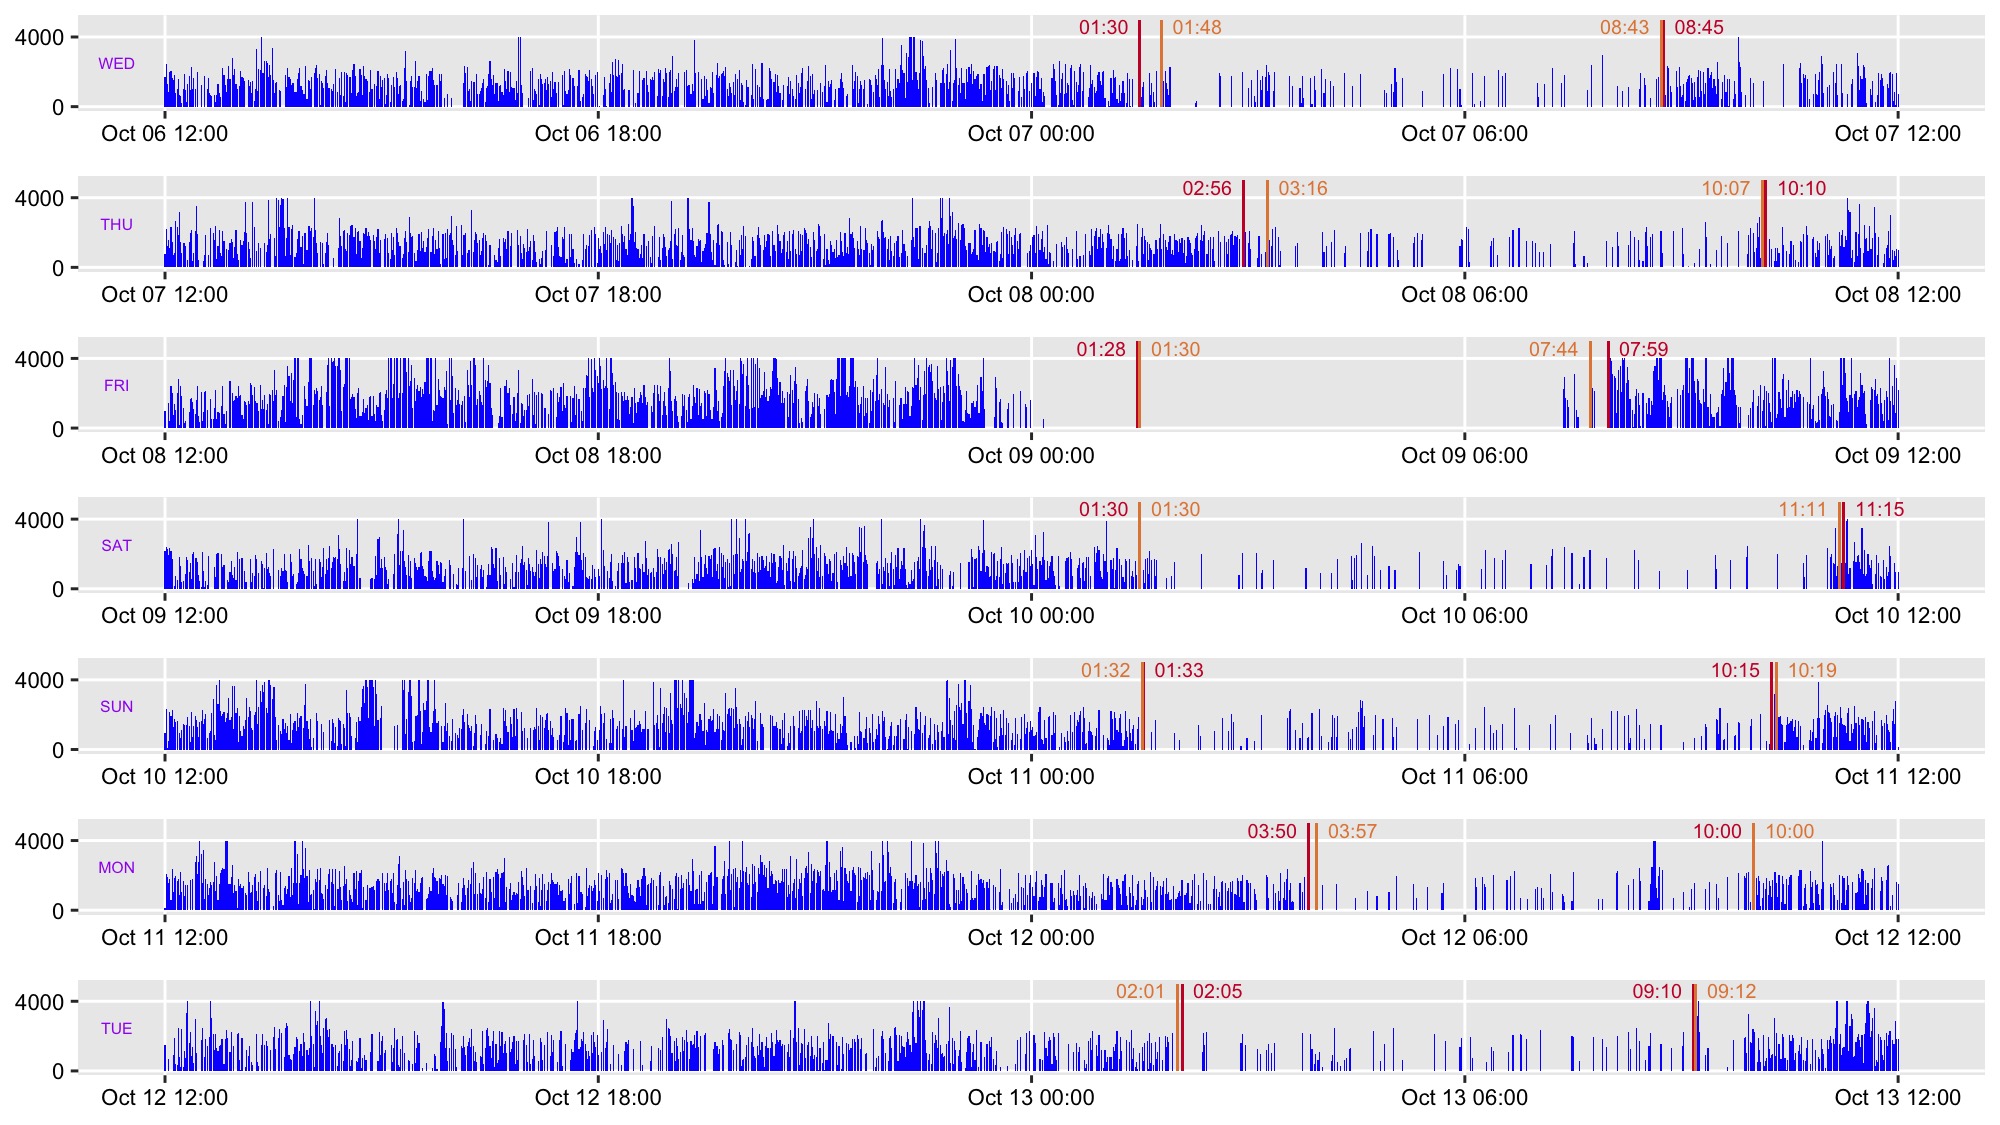 01:30 01:48 08:43 08:45
4000
WED
0
Oct 06 12:00 Oct 06 18:00 Oct 07 00:00 Oct 07 06:00 Oct 07 12:00
02:56 03:16 10:07 10:10
4000
THU
0
Oct 07 12:00 Oct 07 18:00 Oct 08 00:00 Oct 08 06:00 Oct 08 12:00
01:28 01:30 07:44 07:59
4000
FRI
0
Oct 08 12:00 Oct 08 18:00 Oct 09 00:00 Oct 09 06:00 Oct 09 12:00
01:30 01:30 11:11 11:15
4000
SAT
0
Oct 09 12:00 Oct 09 18:00 Oct 10 00:00 Oct 10 06:00 Oct 10 12:00
01:32 01:33 10:15 10:19
4000
SUN
0
Oct 10 12:00 Oct 10 18:00 Oct 11 00:00 Oct 11 06:00 Oct 11 12:00
03:50 03:57 10:00 10:00
4000
MON
0
Oct 11 12:00 Oct 11 18:00 Oct 12 00:00 Oct 12 06:00 Oct 12 12:00
02:01 02:05 09:10 09:12
4000
TUE
0
Oct 12 12:00 Oct 12 18:00 Oct 13 00:00 Oct 13 06:00 Oct 13 12:00